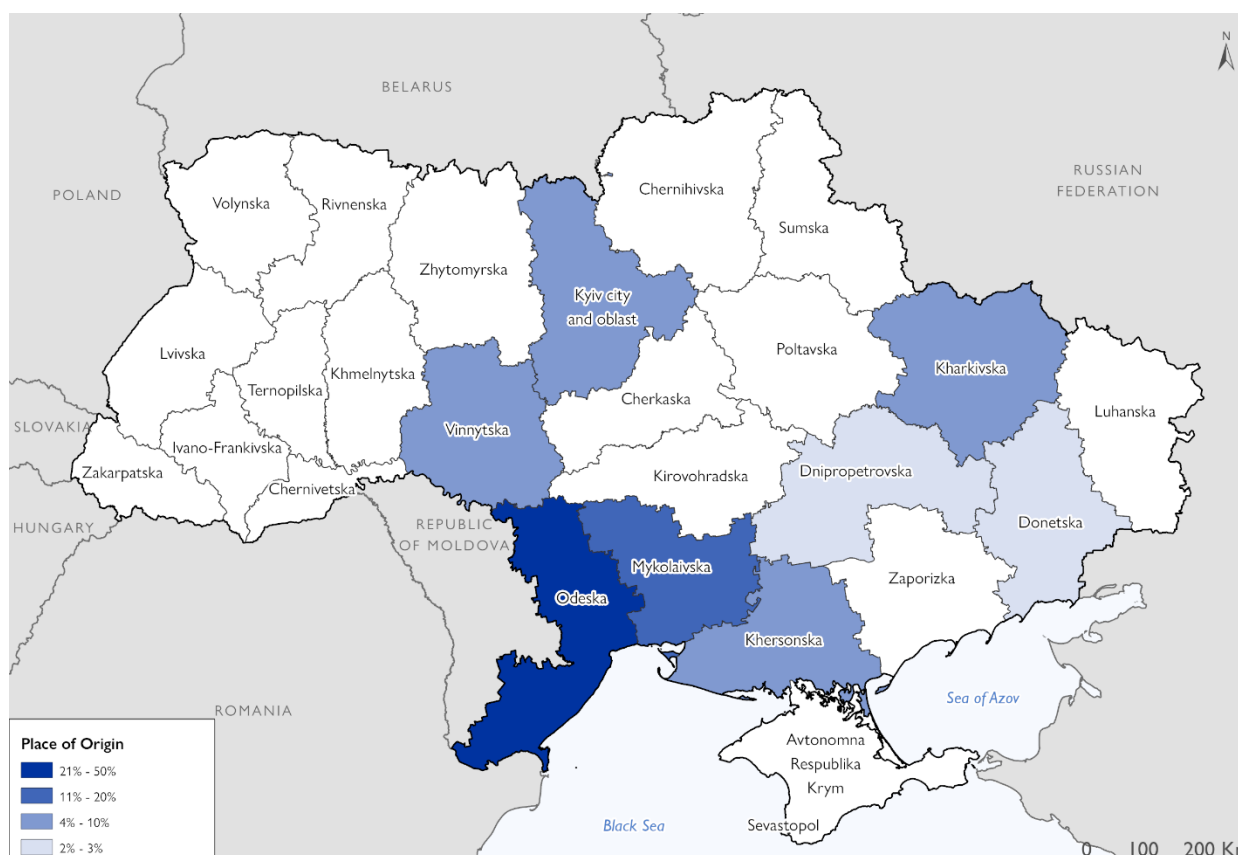 N
BELARUS
RUSSIAN
FEDERATION
POLAND
Volynska
Rivnenska
Chernihivska
Sumska
Zhytomyrska
Kyiv city
and oblast
Lvivska
Ternopilska
Khmelnytska
Poltavska
Kharkivska
Cherkaska
Luhanska
SLOVAKIA
Vinnytska
Ivano-Frankivska
Zakarpatska
Chernivetska
Kirovohradska
Dnipropetrovska
Donetska
HUNGARY
REPUBLIC
OF MOLDOVA
Mykolaivska
Odeska
Zaporizka
Khersonska
ROMANIA
Sea of Azov
Avtonomna
Respublika
Krym
Sevastopol
Black Sea
Place of Origin
21% - 50%
11% - 20%
4% - 10%
2% - 3%
0 100 200 K